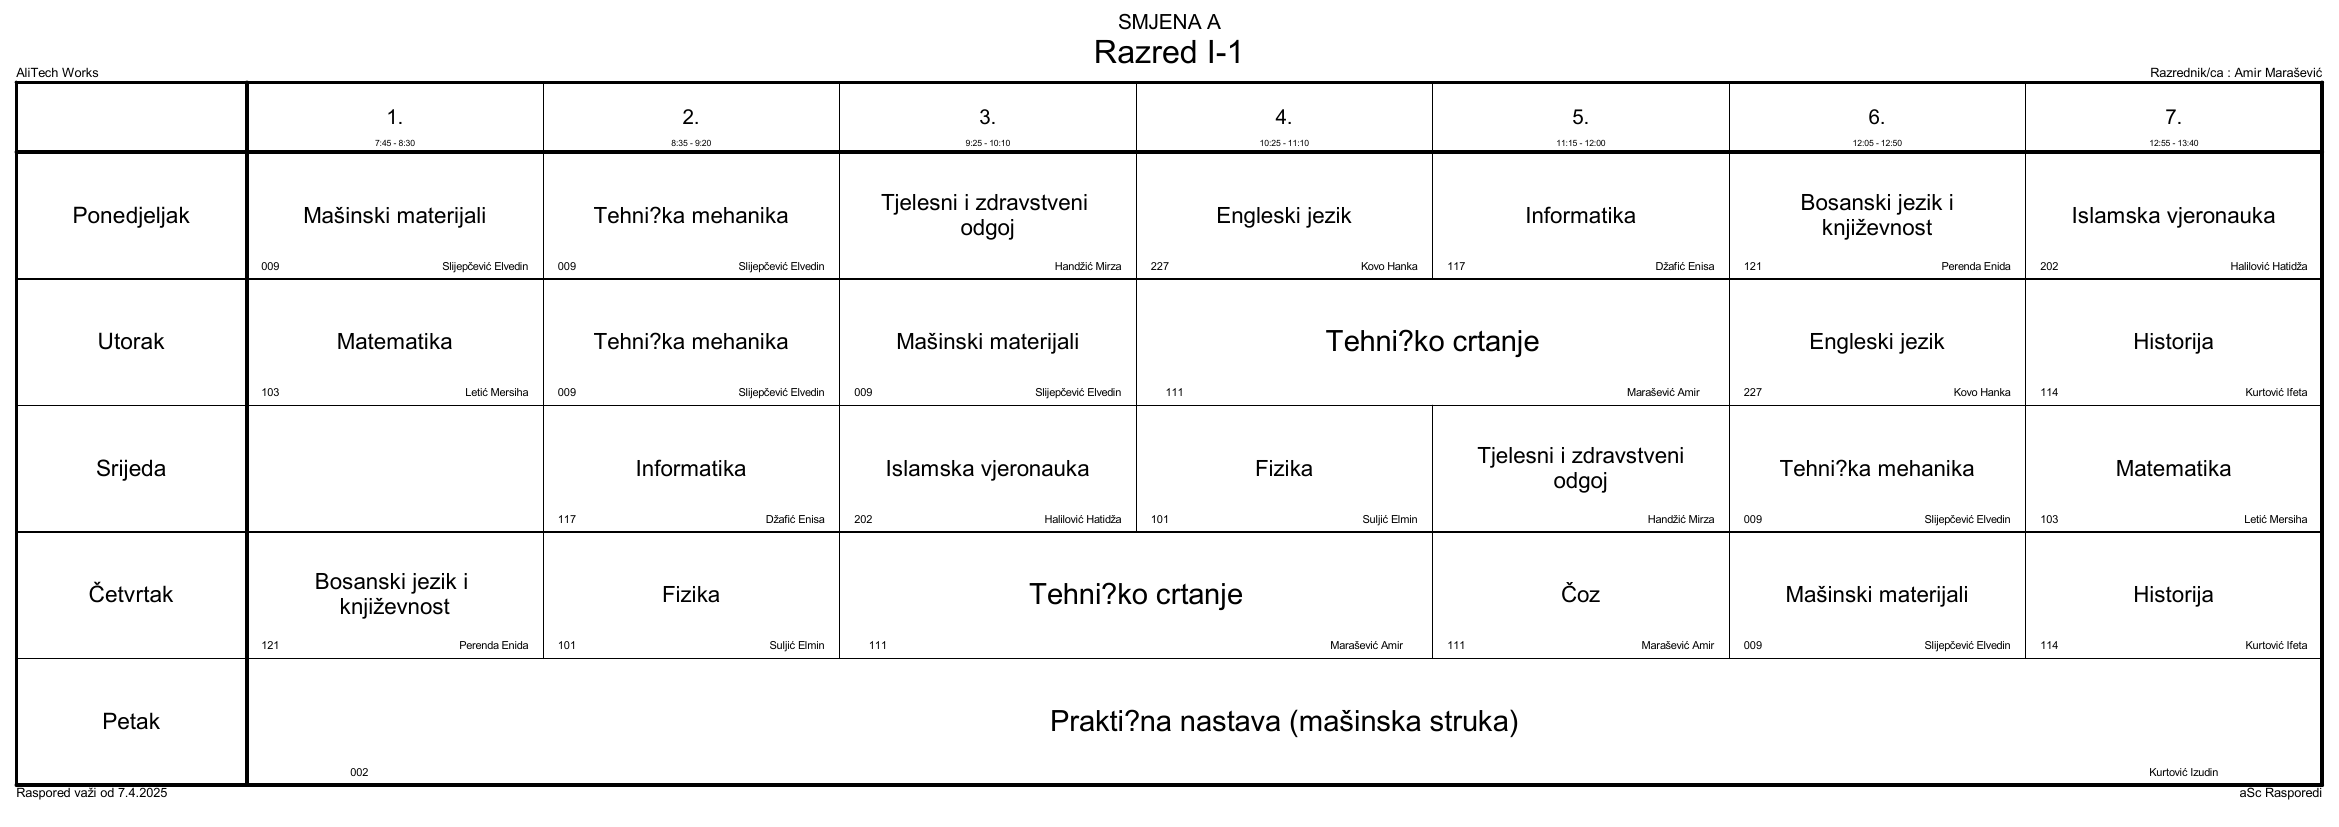 SMJENA A
Razred I-1
AliTech Works
Razrednik/ca : Amir Marašević
1.
7:45 - 8:30
2.
8:35 - 9:20
3.
9:25 - 10:10
4.
10:25 - 11:10
5.
11:15 - 12:00
6.
12:05 - 12:50
7.
12:55 - 13:40
Ponedjeljak
Mašinski materijali
009
Slijepčević Elvedin
Tehni?ka mehanika
009
Slijepčević Elvedin
Tjelesni i zdravstveni
odgoj
Handžić Mirza
Engleski jezik
227
Kovo Hanka
Informatika
117
Džafić Enisa
Bosanski jezik i
književnost
121
Perenda Enida
Islamska vjeronauka
202
Halilović Hatidža
Utorak
Matematika
103
Letić Mersiha
Tehni?ka mehanika
009
Slijepčević Elvedin
Mašinski materijali
009
Slijepčević Elvedin
Tehni?ko crtanje
111
Marašević Amir
Engleski jezik
227
Kovo Hanka
Historija
114
Kurtović Ifeta
Srijeda
Informatika
117
Džafić Enisa
Islamska vjeronauka
202
Halilović Hatidža
Fizika
101
Suljić Elmin
Tjelesni i zdravstveni
odgoj
Handžić Mirza
Tehni?ka mehanika
009
Slijepčević Elvedin
Matematika
103
Letić Mersiha
Četvrtak
Bosanski jezik i
književnost
121
Perenda Enida
Fizika
101
Suljić Elmin
Tehni?ko crtanje
111
Marašević Amir
Čoz
111
Marašević Amir
Mašinski materijali
009
Slijepčević Elvedin
Historija
114
Kurtović Ifeta
Petak
Prakti?na nastava (mašinska struka)
002
Kurtović Izudin
Raspored važi od 7.4.2025
aSc Rasporedi